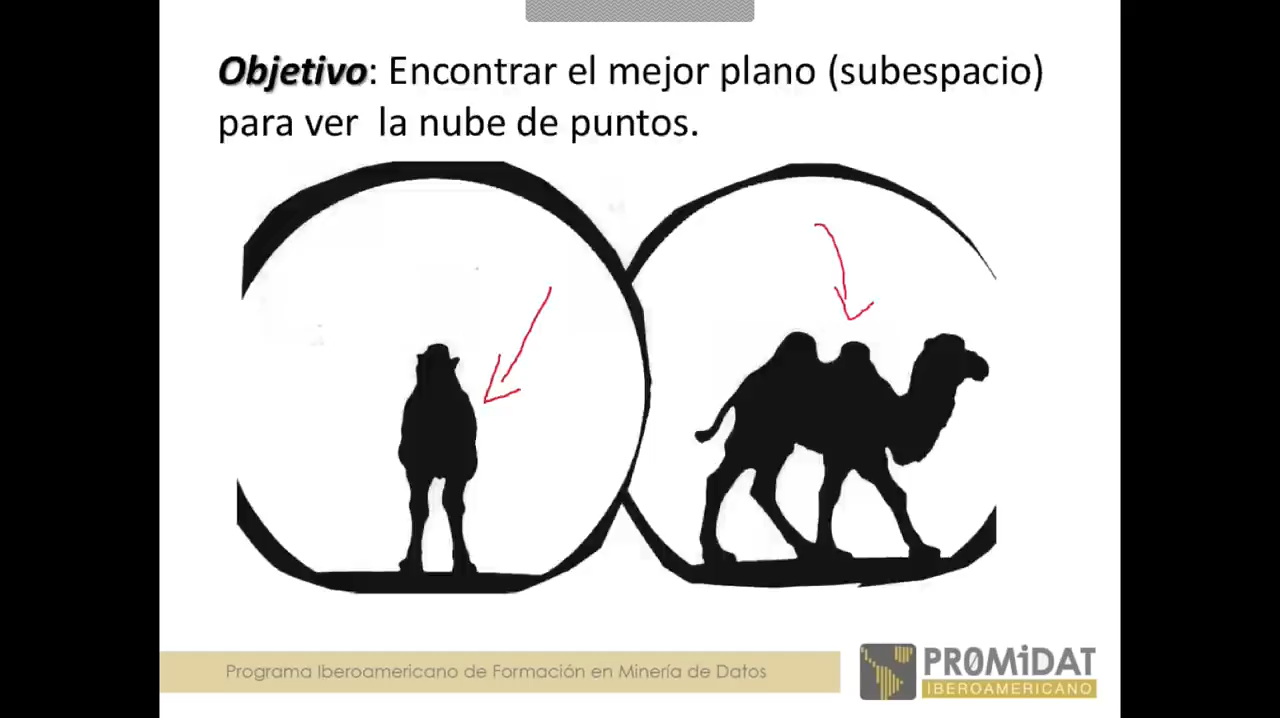 Objetivo: Encontrar el mejor plano (subespacio)
para ver la nube de puntos.
Programa Iberoamericano de Formación en Minería de Datos
PR0MiDAT
IBEROAMERICANO